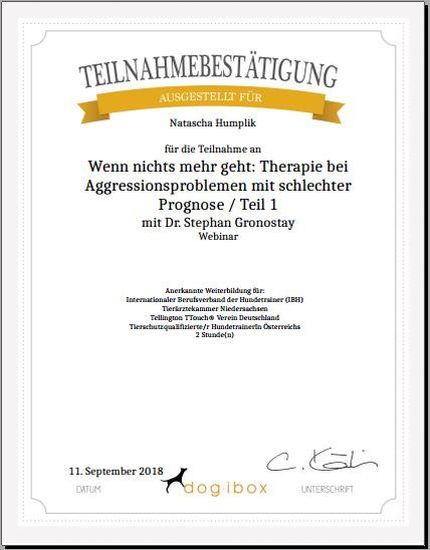 TEILNAHMEBESTÄTIGUNG
AUSGESTELLT FÜR
Natascha Humplik
für die Teilnahme an
Wenn nichts mehr geht: Therapie bei
Aggressionsproblemen mit schlechter
Prognose / Teil 1
mit Dr. Stephan Gronostay
Webinar
Anerkannte Weiterbildung für:
Internationaler Berufsverband der Hundetrainer (IBH)
Tierärztekammer Niedersachsen
Tellington TTouch® Verein Deutschland
Tierschutzqualifizierte/r HundetrainerIn Österreichs
2 Stunde(n)
11. September 2018
DATUM
dogibox
UNTERSCHRIFT